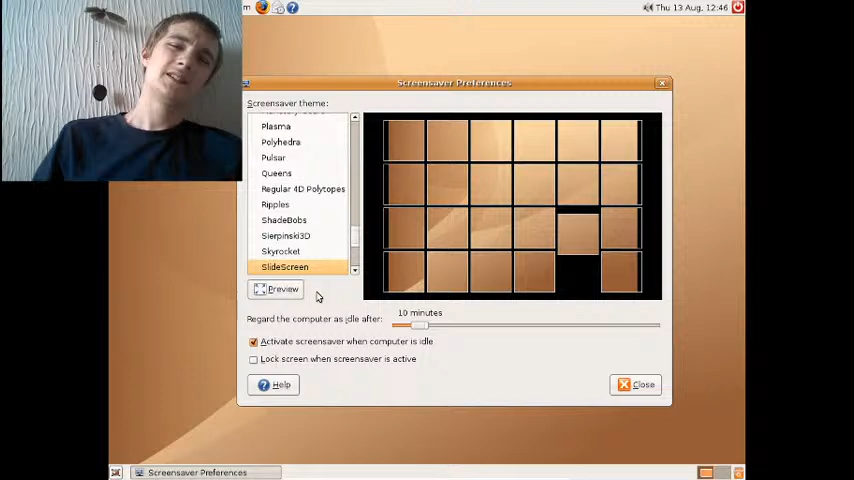 m
Thu 13 Aug, 12:46
Screensaver Preferences
Screensaver theme:
Plasma
Polyhedra
Pulsar
Queens
Regular 4D Polytopes
Ripples
ShadeBobs
Sierpinski3D
Skyrocket
SlideScreen
Preview
10 minutes
Regard the computer as idle after:
Activate screensaver when computer is idle
Lock screen when screensaver is active
Help
Close
Screensaver Preferences